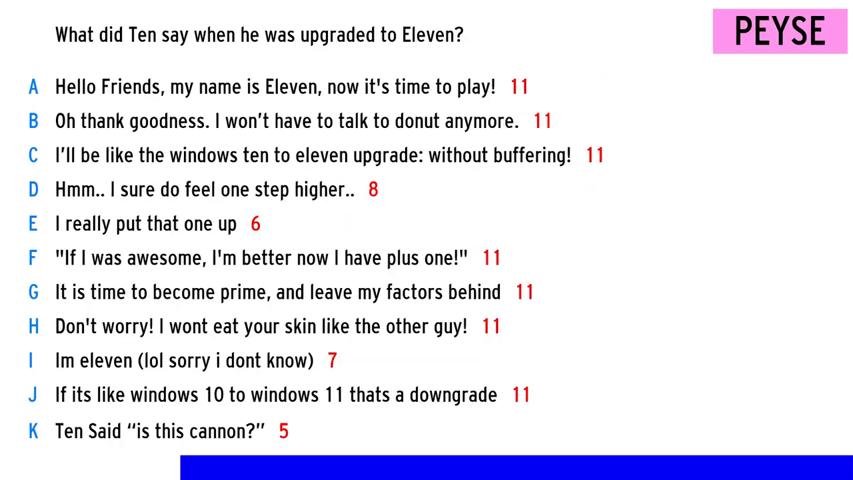 What did Ten say when he was upgraded to Eleven?
PEYSE
A Hello Friends, my name is Eleven, now it's time to play! 11
B Oh thank goodness. I won’t have to talk to donut anymore. 11
C I’ll be like the windows ten to eleven upgrade: without buffering! 11
D Hmm.. I sure do feel one step higher.. 8
E I really put that one up 6
F "If I was awesome, I'm better now I have plus one!" 11
G It is time to become prime, and leave my factors behind 11
H Don't worry! I wont eat your skin like the other guy! 11
I Im eleven (lol sorry i dont know) 7
J If its like windows 10 to windows 11 thats a downgrade 11
K Ten Said “is this cannon?” 5